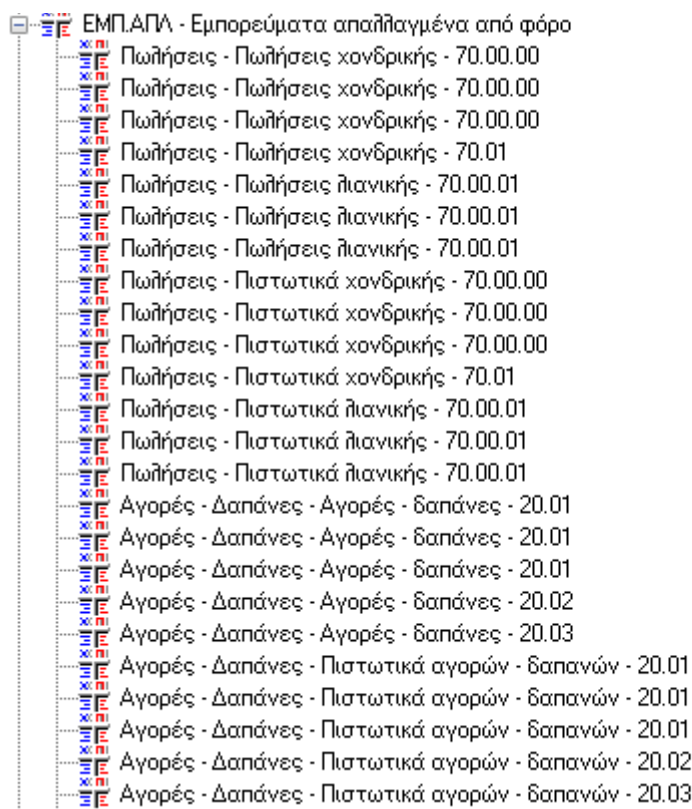 ΕΜΠ.ΑΠΛ - Εμπορεύματα απαλλαγμένα από φόρο
Πωλήσεις - Πωλήσεις χονδρικής - 70.00.00
Πωλήσεις - Πωλήσεις χονδρικής - 70.00.00
Πωλήσεις - Πωλήσεις χονδρικής - 70.00.00
Πωλήσεις - Πωλήσεις χονδρικής - 70.01
Πωλήσεις - Πωλήσεις λιανικής - 70.00.01
Πωλήσεις - Πωλήσεις λιανικής - 70.00.01
Πωλήσεις - Πωλήσεις λιανικής - 70.00.01
Πωλήσεις - Πιστωτικά χονδρικής - 70.00.00
Πωλήσεις - Πιστωτικά χονδρικής - 70.00.00
Πωλήσεις - Πιστωτικά χονδρικής - 70.00.00
Πωλήσεις - Πιστωτικά χονδρικής - 70.01
Πωλήσεις - Πιστωτικά λιανικής - 70.00.01
Πωλήσεις - Πιστωτικά λιανικής - 70.00.01
Πωλήσεις - Πιστωτικά λιανικής - 70.00.01
Αγορές - Δαπάνες - Αγορές - δαπάνες - 20.01
Αγορές - Δαπάνες - Αγορές - δαπάνες - 20.01
Αγορές - Δαπάνες - Αγορές - δαπάνες - 20.01
Αγορές - Δαπάνες - Αγορές - δαπάνες - 20.02
Αγορές - Δαπάνες - Αγορές - δαπάνες - 20.03
Αγορές - Δαπάνες - Πιστωτικά αγορών - δαπανών - 20.01
Αγορές - Δαπάνες - Πιστωτικά αγορών - δαπανών - 20.01
Αγορές - Δαπάνες - Πιστωτικά αγορών - δαπανών - 20.01
Αγορές - Δαπάνες - Πιστωτικά αγορών - δαπανών - 20.02
Αγορές - Δαπάνες - Πιστωτικά αγορών - δαπανών - 20.03